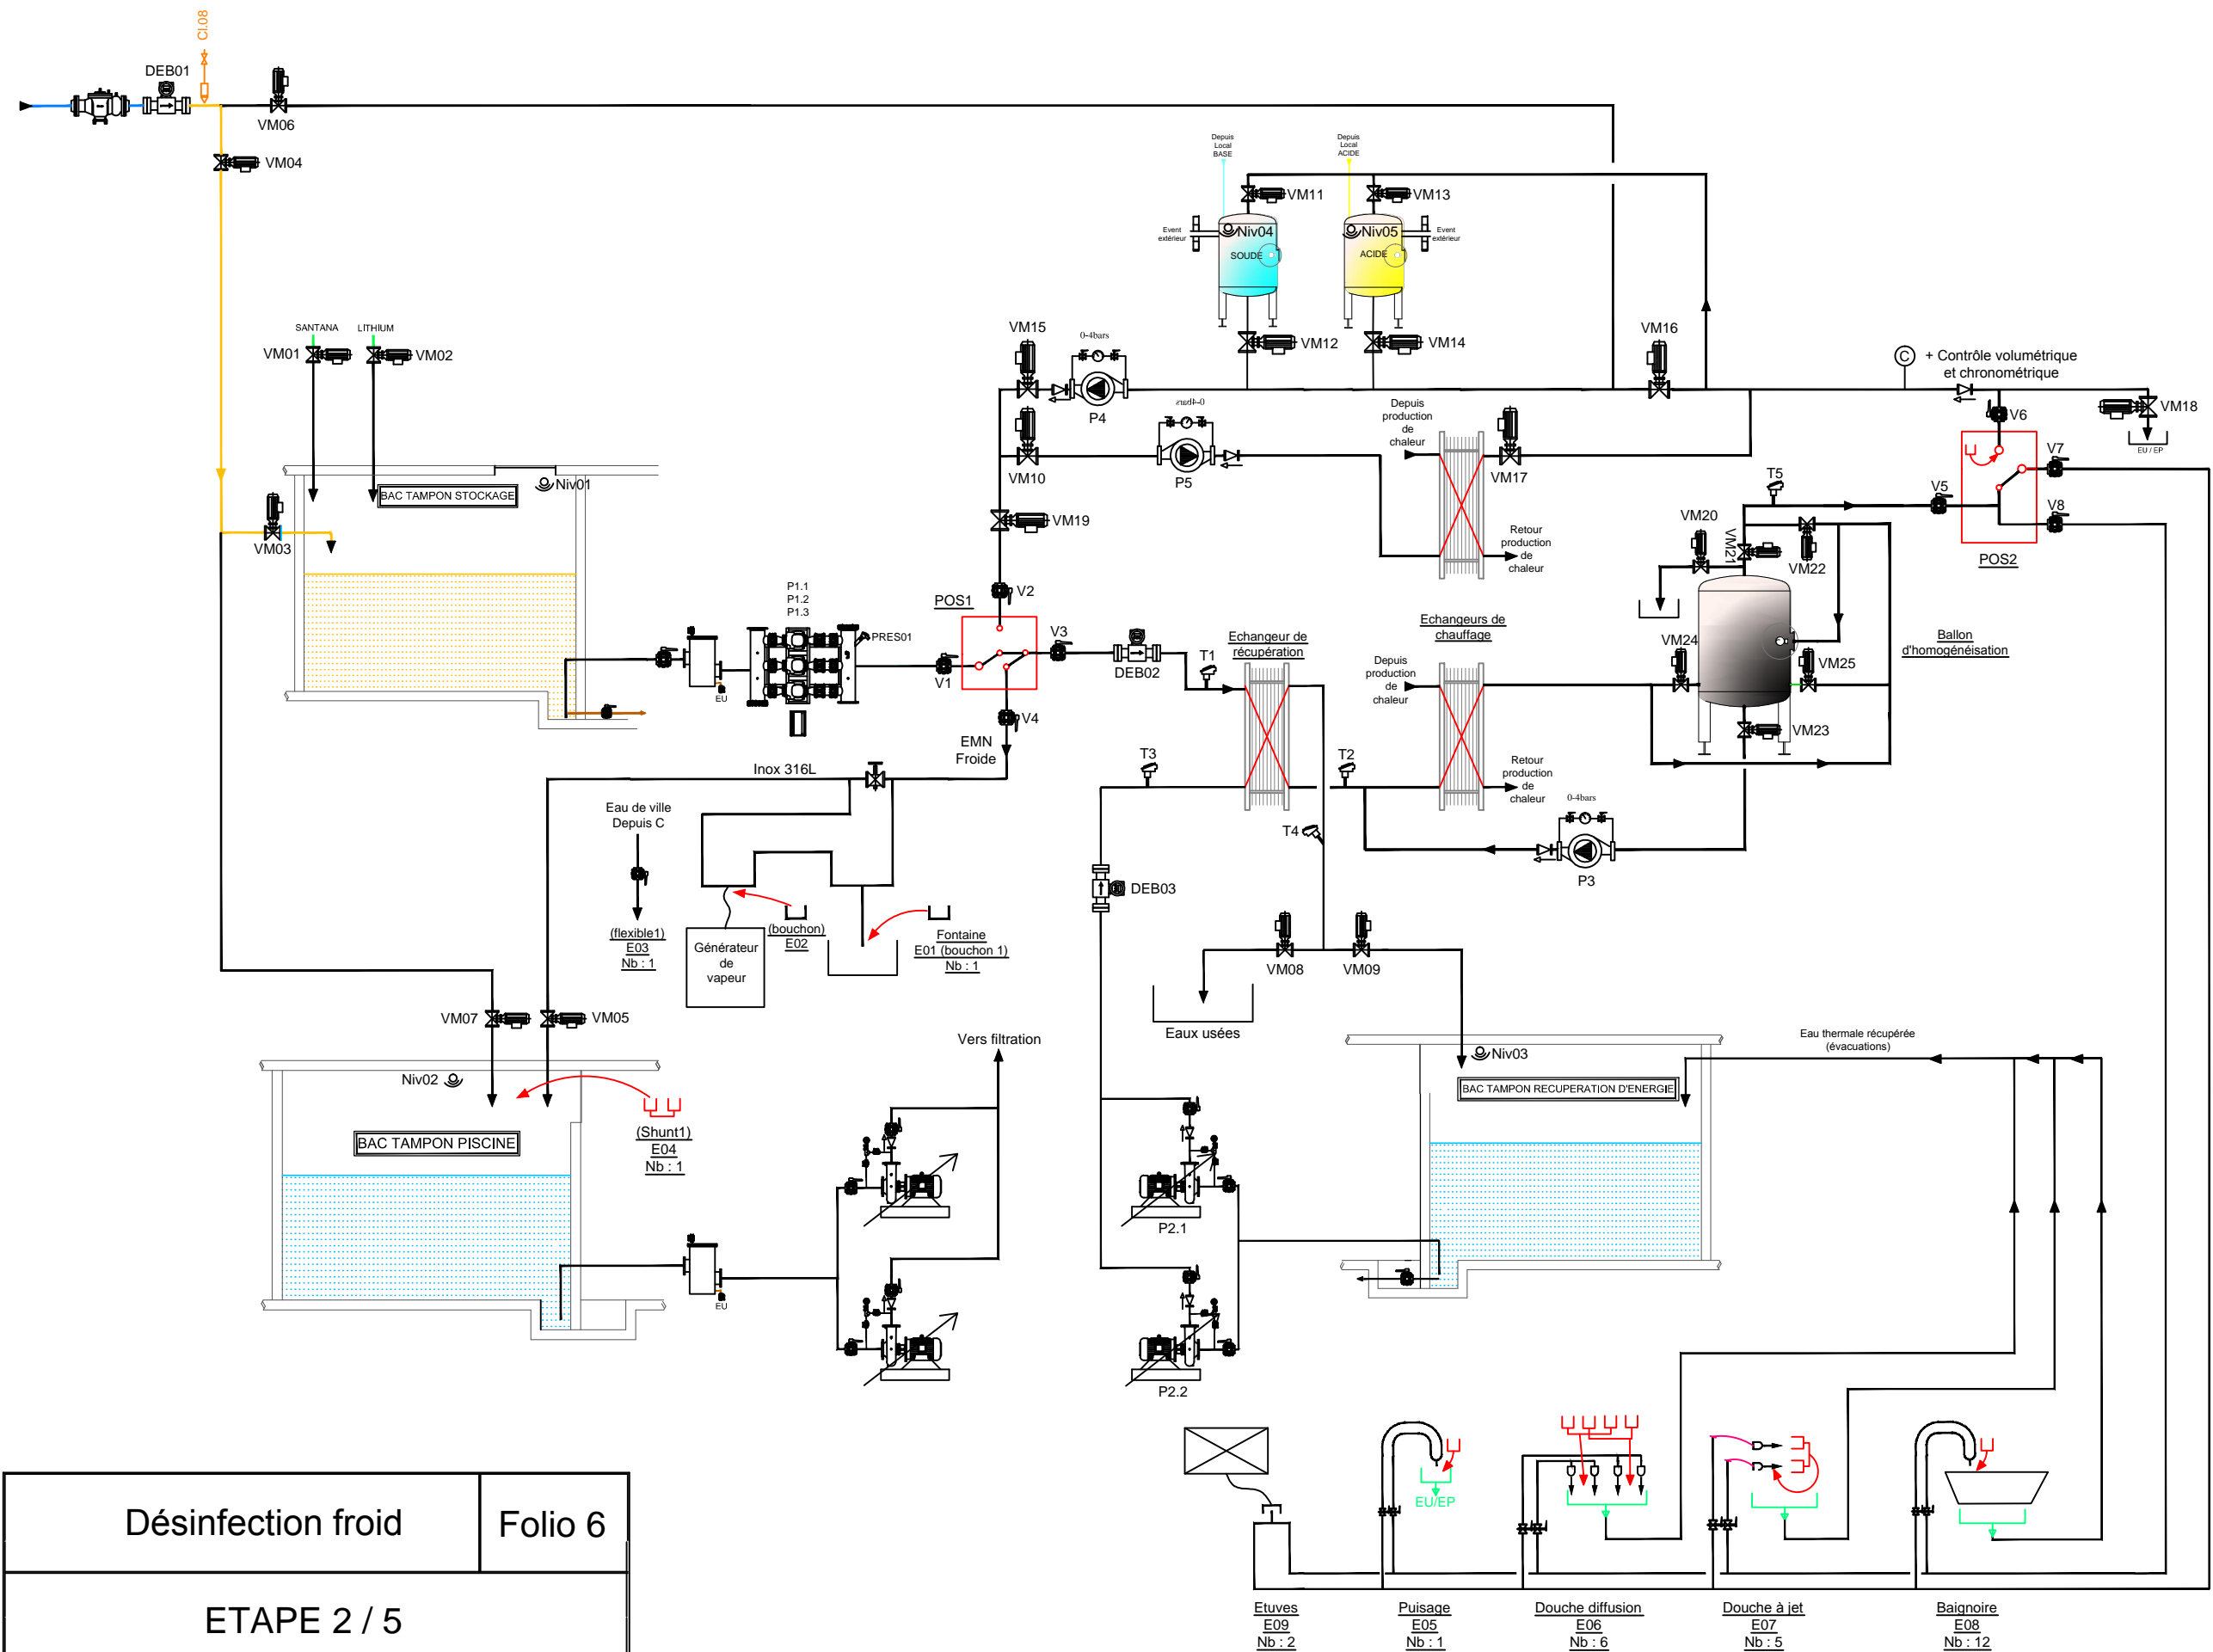 CI.08
DEB01
VM06
VM04
Depuis
Local
BASE
Depuis
Local
ACIDE
VM11
VM13
Event
extérieur
Niv04
Niv05
Event
extérieur
SOUDE
ACIDE
SANTANA
LITHIUM
VM01
VM02
VM15
0-4bars
VM12
VM14
VM16
C
+ Contrôle volumétrique
et chronométrique
P4
0-4bars
Depuis
production
de
chaleur
V6
VM18
EU / EP
V7
BAC TAMPON STOCKAGE
Niv01
VM10
P5
VM17
T5
V5
V8
VM03
VM19
Retour
production
de
chaleur
VM20
VM21
VM22
POS2
P1.1
P1.2
P1.3
V2
POS1
PRES01
V3
V1
DEB02
T1
Echangeur de
récupération
Echangeurs de
chauffage
Depuis
production
de
chaleur
VM24
VM25
Ballon
d'homogénéisation
EU
V4
VM23
EMN
Froide
Inox 316L
T3
T2
Retour
production
de
chaleur
0-4bars
Eau de ville
Depuis C
T4
P3
DEB03
(flexible1)
E03
Nb : 1
Générateur
de
vapeur
(bouchon)
E02
Fontaine
E01 (bouchon 1)
Nb : 1
VM08
VM09
VM07
VM05
Eaux usées
Vers filtration
Eau thermale récupérée
(évacuations)
Niv03
Niv02
BAC TAMPON RECUPERATION D'ENERGIE
BAC TAMPON PISCINE
(Shunt1)
E04
Nb : 1
P2.1
EU
P2.2
EU/EP
Désinfection froid
Folio 6
ETAPE 2 / 5
Etuves
E09
Nb : 2
Puisage
E05
Nb : 1
Douche diffusion
E06
Nb : 6
Douche à jet
E07
Nb : 5
Baignoire
E08
Nb : 12